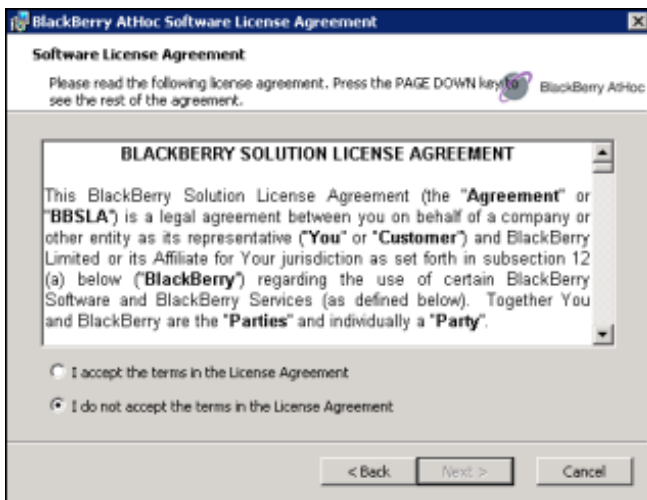 BlackBerry AtHoc Software License Agreement
Software License Agreement
Please read the following license agreement. Press the PAGE DOWN key to
see the rest of the agreement.
BlackBerry AtHoc
BLACKBERRY SOLUTION LICENSE AGREEMENT
This BlackBerry Solution License Agreement (the "Agreement" or
"BBSLA") is a legal agreement between you on behalf of a company or
other entity as its representative ("You" or "Customer") and BlackBerry
Limited or its Affiliate for Your jurisdiction as set forth in subsection 12
(a) below ("BlackBerry") regarding the use of certain BlackBerry
Software and BlackBerry Services (as defined below). Together You
and BlackBerry are the "Parties" and individually a "Party".
I accept the terms in the License Agreement
I do not accept the terms in the License Agreement
< Back
Next >
Cancel